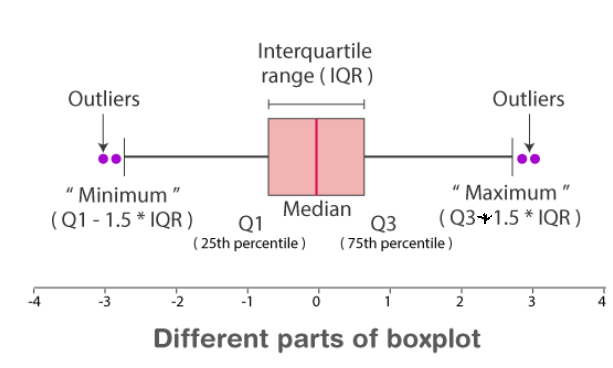 Interquartile
range ( IQR )
Outliers
Outliers
“ Minimum ”
( Q1 - 1.5 * IQR )
Median
“ Maximum ”
( Q3+1.5 * IQR )
Q1
( 25th percentile )
Q3
( 75th percentile )
-4 -3 -2 -1 0 1 2 3 4
Different parts of boxplot